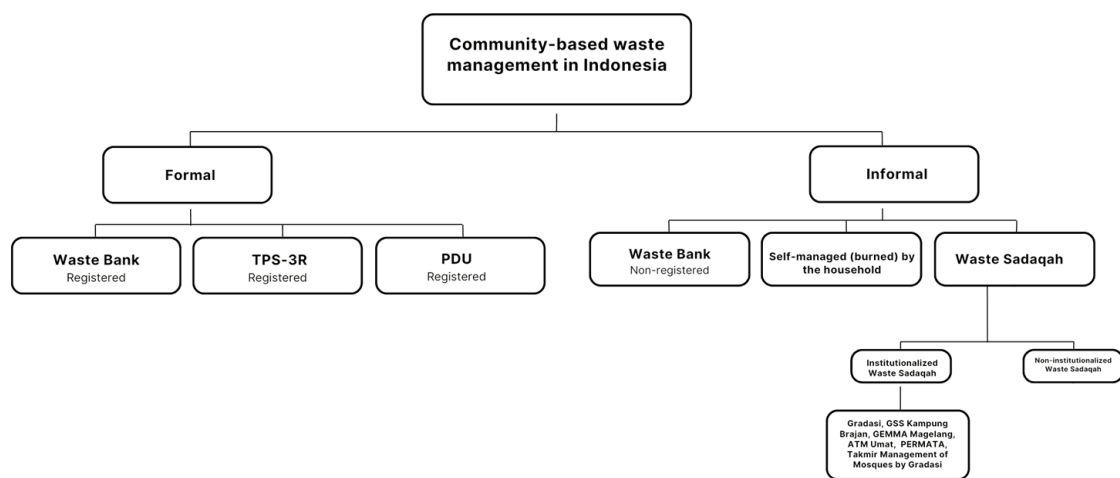 Community-based waste
management in Indonesia
Formal
Informal
Waste Bank
Registered
TPS-3R
Registered
PDU
Registered
Waste Bank
Non-registered
Self-managed (burned) by
the household
Waste Sadaqah
Institutionalized
Waste Sadaqah
Non-institutionalized
Waste Sadaqah
Gradasi, GSS Kampung
Brajan, GEMMA Magelang,
ATM Umat, PERMATA,
Takmir Management of
Mosques by Gradasi